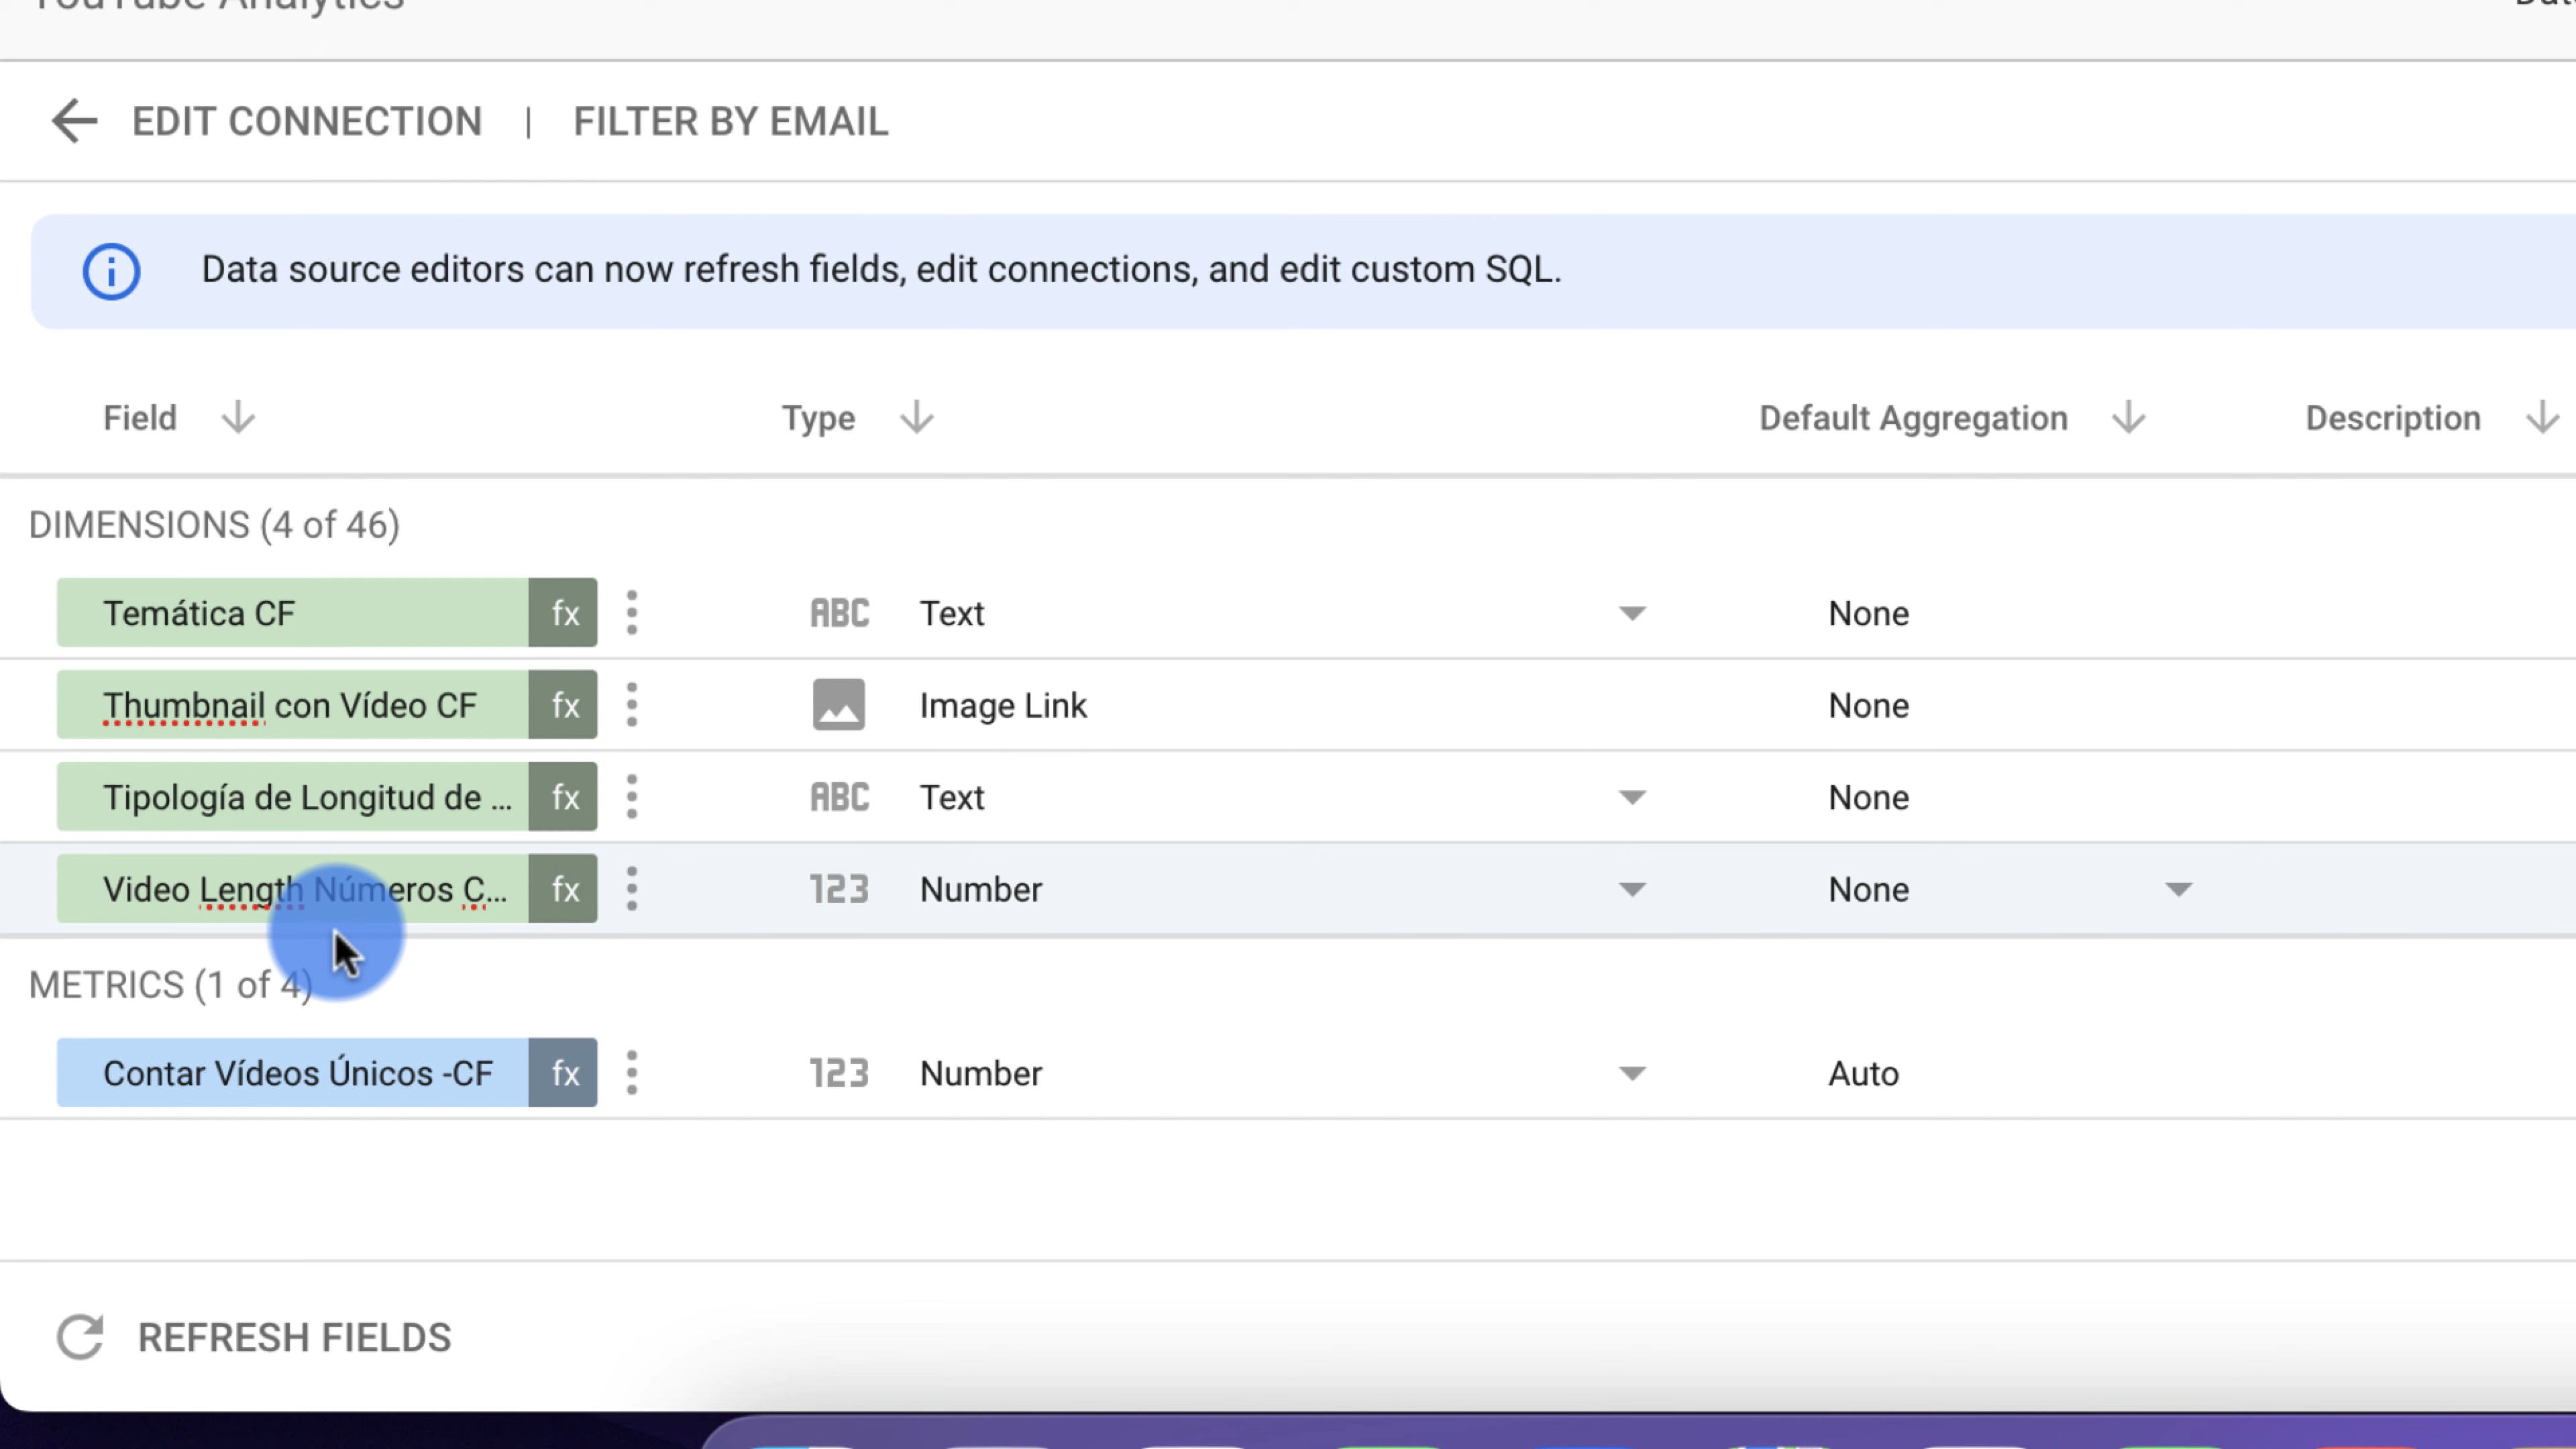 YouTube Analytics
EDIT CONNECTION | FILTER BY EMAIL
Data source editors can now refresh fields, edit connections, and edit custom SQL.
Field Type Default Aggregation Description
DIMENSIONS (4 of 46)
Temática CF fx ABC Text None
Thumbnail con Vídeo CF fx Image Link None
Tipología de Longitud de ... fx ABC Text None
Video Length Números C... fx 123 Number None
METRICS (1 of 4)
Contar Vídeos Únicos -CF fx 123 Number Auto
REFRESH FIELDS